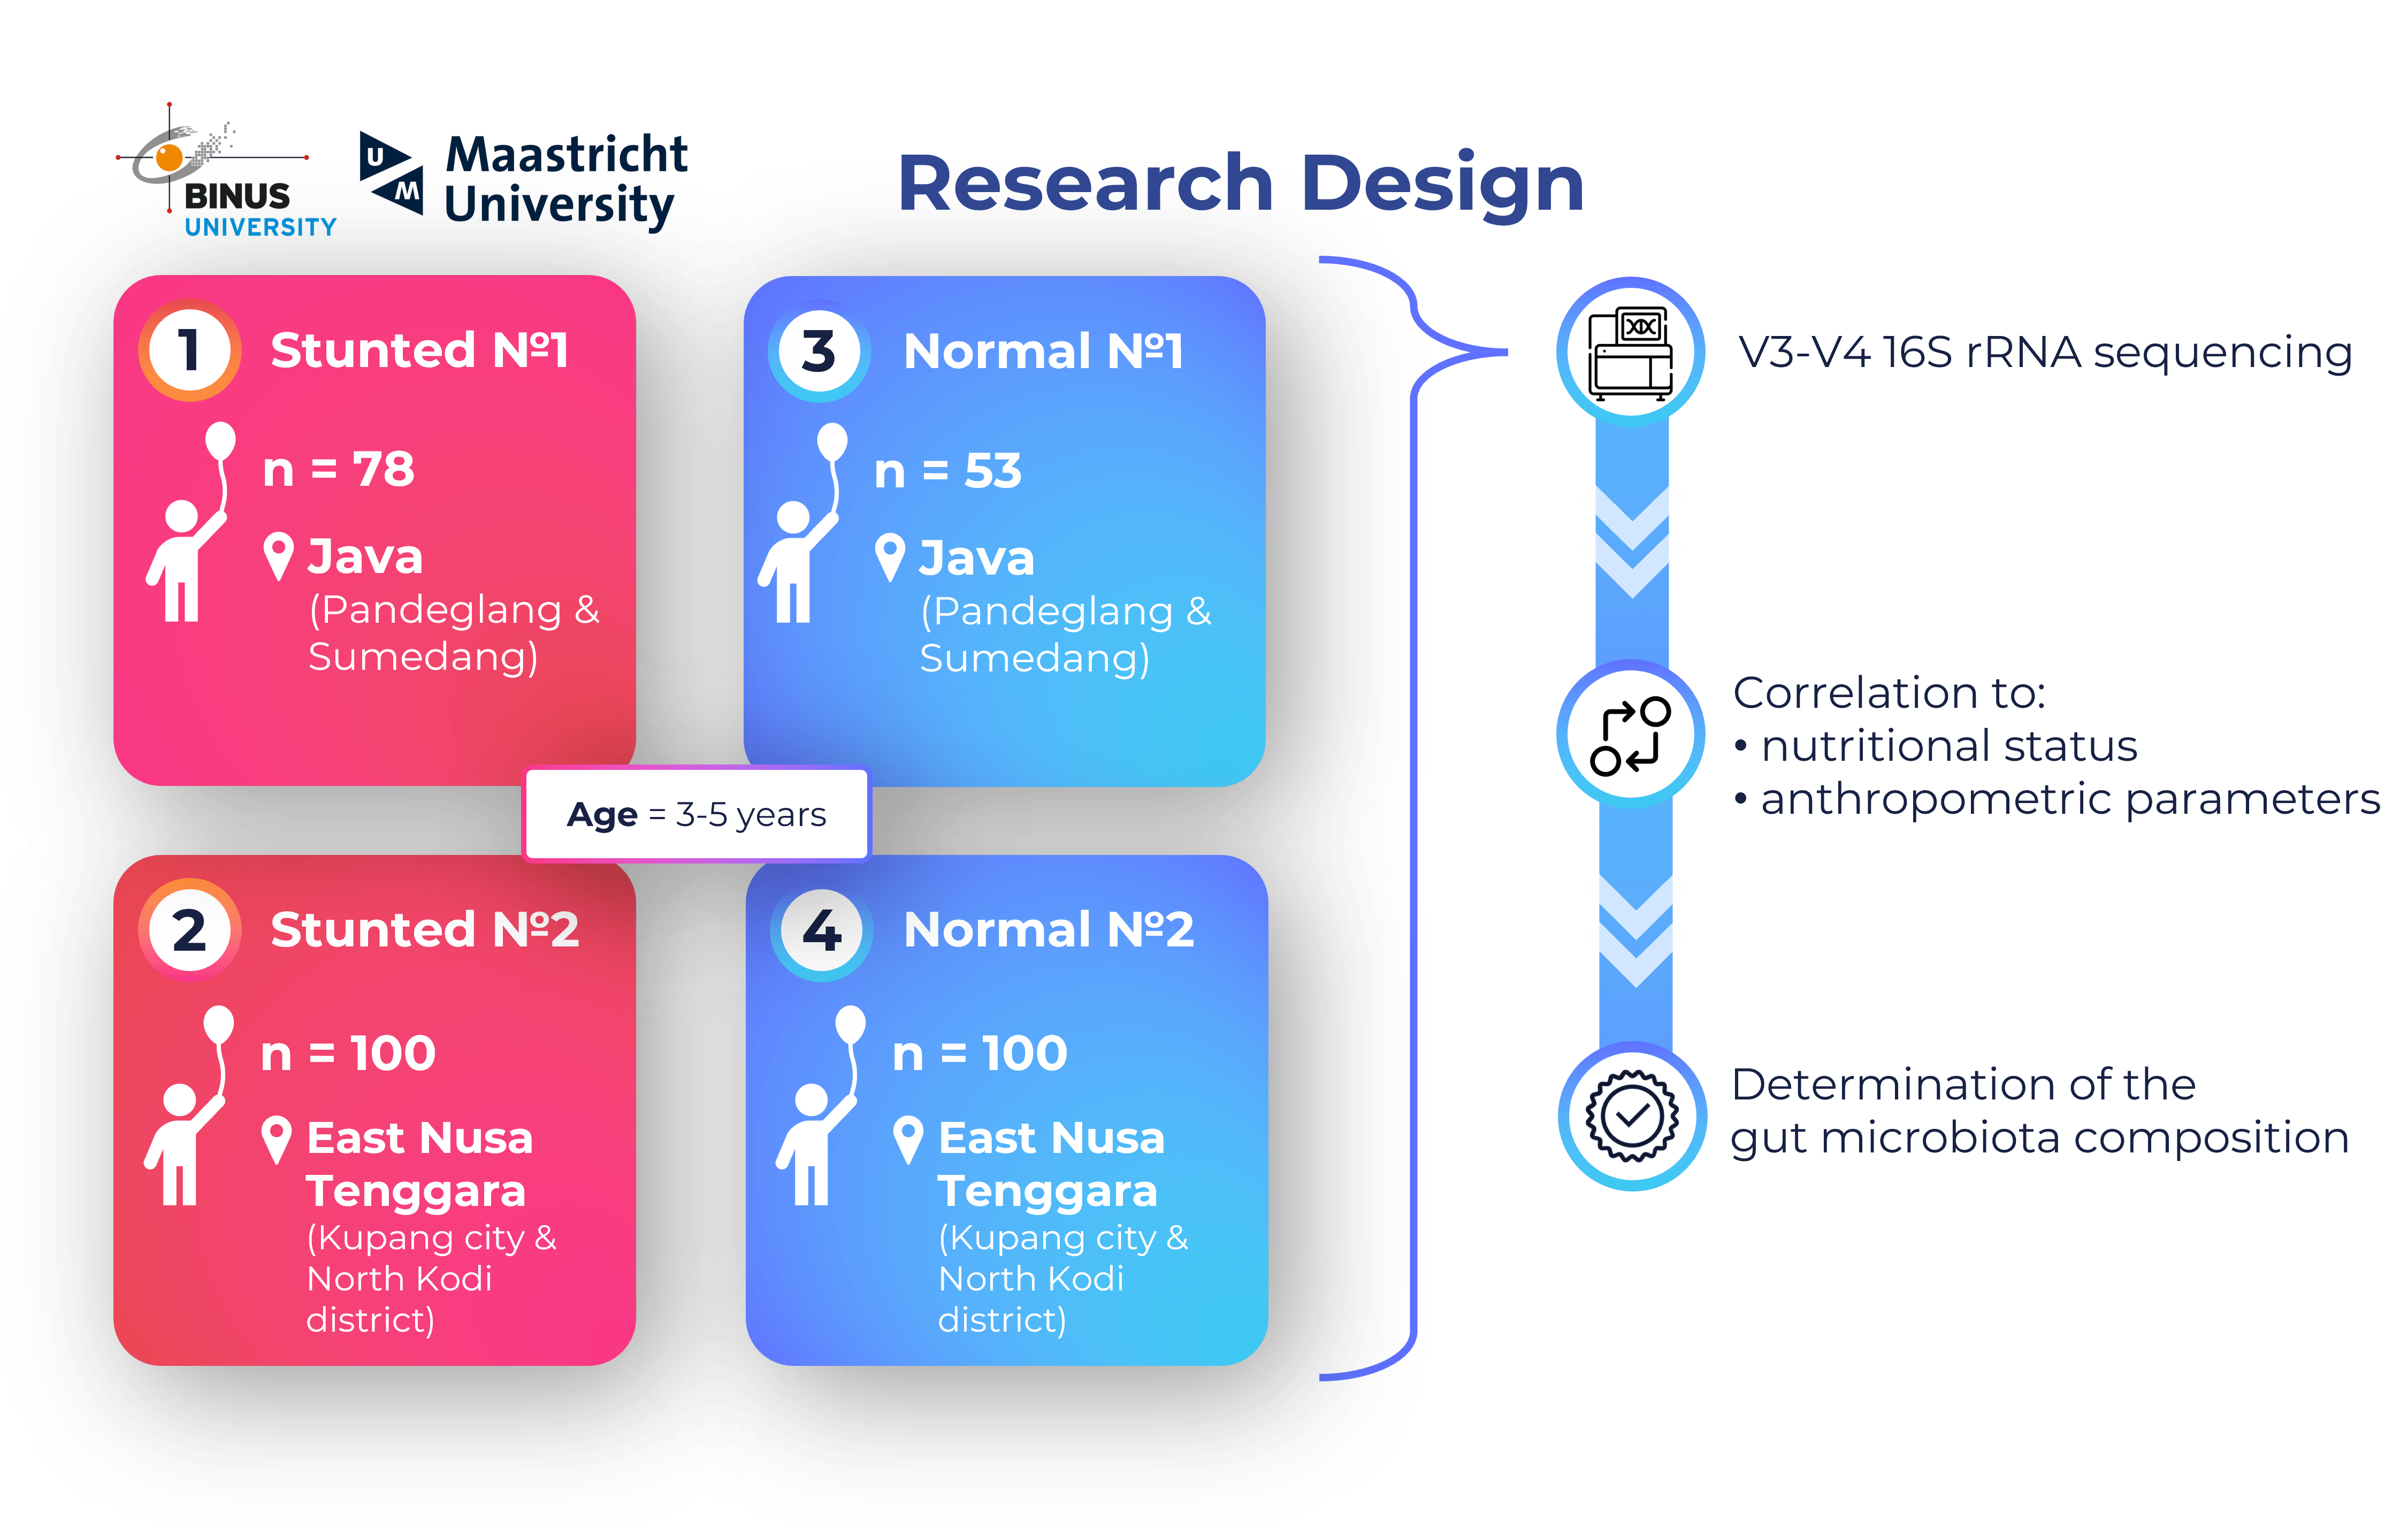 BINUS
UNIVERSITY
U
M
Maastricht
University
Research Design
1
Stunted Nº1
n = 78
Java
(Pandeglang &
Sumedang)
3
Normal Nº1
n = 53
Java
(Pandeglang &
Sumedang)
Age = 3-5 years
2
Stunted Nº2
n = 100
East Nusa
Tenggara
(Kupang city &
North Kodi
district)
4
Normal Nº2
n = 100
East Nusa
Tenggara
(Kupang city &
North Kodi
district)
V3-V4 16S rRNA sequencing
Correlation to:
• nutritional status
• anthropometric parameters
Determination of the
gut microbiota composition